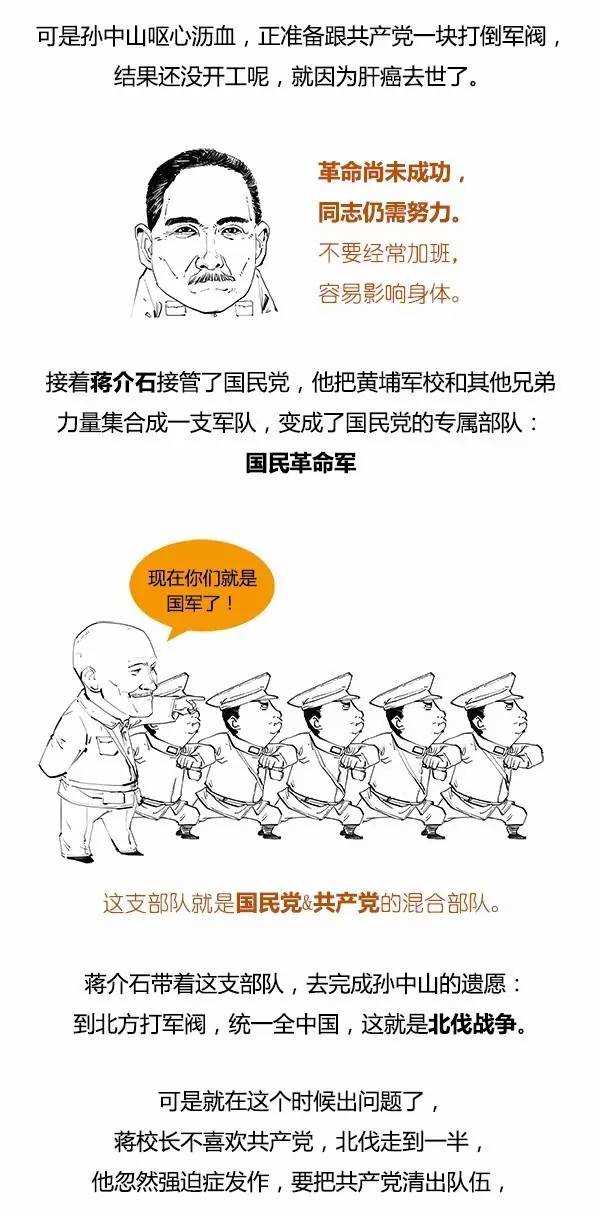 可是孙中山呕心沥血，正准备跟共产党一块打倒军阀，
结果还没开工呢，就因为肝癌去世了。
革命尚未成功，
同志仍需努力。
不要经常加班，
容易影响身体。
接着蒋介石接管了国民党，他把黄埔军校和其他兄弟
力量集合成一支军队，变成了国民党的专属部队：
国民革命军
现在你们就是
国军了！
这支部队就是国民党&共产党的混合部队。
蒋介石带着这支部队，去完成孙中山的遗愿：
到北方打军阀，统一全中国，这就是北伐战争。
可是就在这个时候出问题了，
蒋校长不喜欢共产党，北伐走到一半，
他忽然强迫症发作，要把共产党清出队伍，